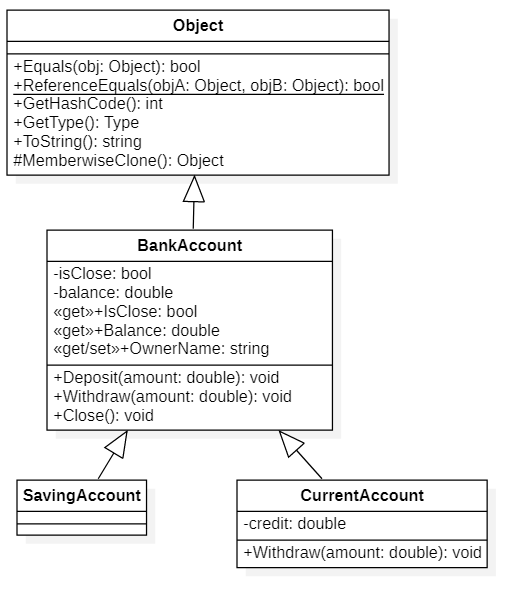 Object
+Equals(obj: Object): bool
+ReferenceEquals(objA: Object, objB: Object): bool
+GetHashCode(): int
+GetType(): Type
+ToString(): string
#MemberwiseClone(): Object
BankAccount
-isClose: bool
-balance: double
«get»+IsClose: bool
«get»+Balance: double
«get/set»+OwnerName: string
+Deposit(amount: double): void
+Withdraw(amount: double): void
+Close(): void
SavingAccount
CurrentAccount
-credit: double
+Withdraw(amount: double): void